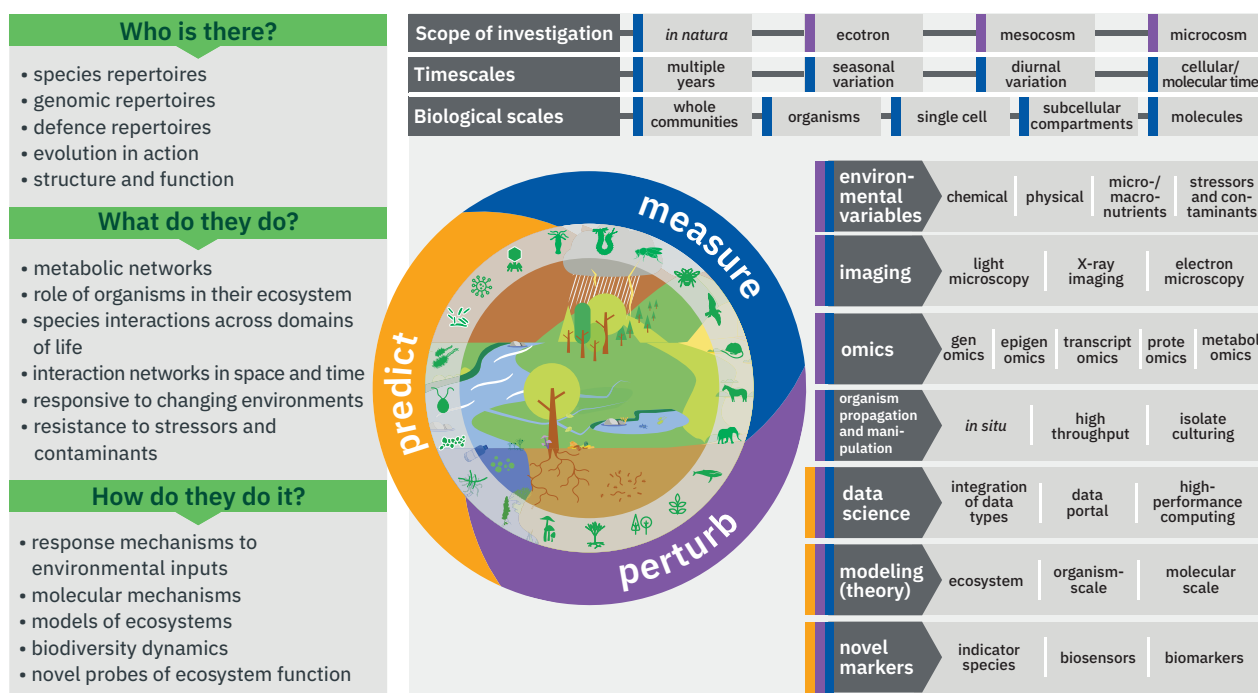 Who is there?
• species repertoires
• genomic repertoires
• defence repertoires
• evolution in action
• structure and function
What do they do?
• metabolic networks
• role of organisms in their ecosystem
• species interactions across domains
of life
• interaction networks in space and time
• responsive to changing environments
• resistance to stressors and
contaminants
How do they do it?
• response mechanisms to
environmental inputs
• molecular mechanisms
• models of ecosystems
• biodiversity dynamics
• novel probes of ecosystem function
Scope of investigation
in natura
ecotron
mesocosm
microcosm
Timescales
multiple
years
seasonal
variation
diurnal
variation
cellular/
molecular time
Biological scales
whole
communities
organisms
single cell
subcellular
compartments
molecules
measure
predict
perturb
environ-
mental
variables
chemical
physical
micro-/
macro-
nutrients
stressors
and con-
taminants
imaging
light
microscopy
X-ray
imaging
electron
microscopy
omics
gen
omics
epigen
omics
transcript
omics
prote
omics
metabol
omics
organism
propagation
and mani-
pulation
in situ
high
throughput
isolate
culturing
data
science
integration
of data
types
data
portal
high-
performance
computing
modeling
(theory)
ecosystem
organism-
scale
molecular
scale
novel
markers
indicator
species
biosensors
biomarkers